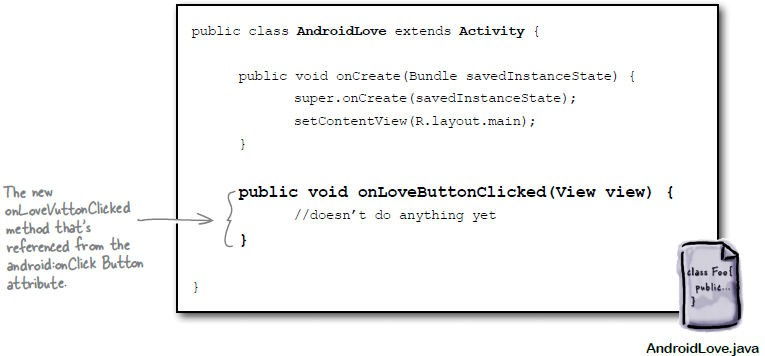 public class AndroidLove extends Activity {
public void onCreate(Bundle savedInstanceState) {
super.onCreate(savedInstanceState);
setContentView(R.layout.main);
}
The new
onLoveVuttonClicked
method that's
referenced from the
android:onClick Button
attribute.
public void onLoveButtonClicked(View view) {
//doesn't do anything yet
}
}
class Foo{
public...
}
AndroidLove.java